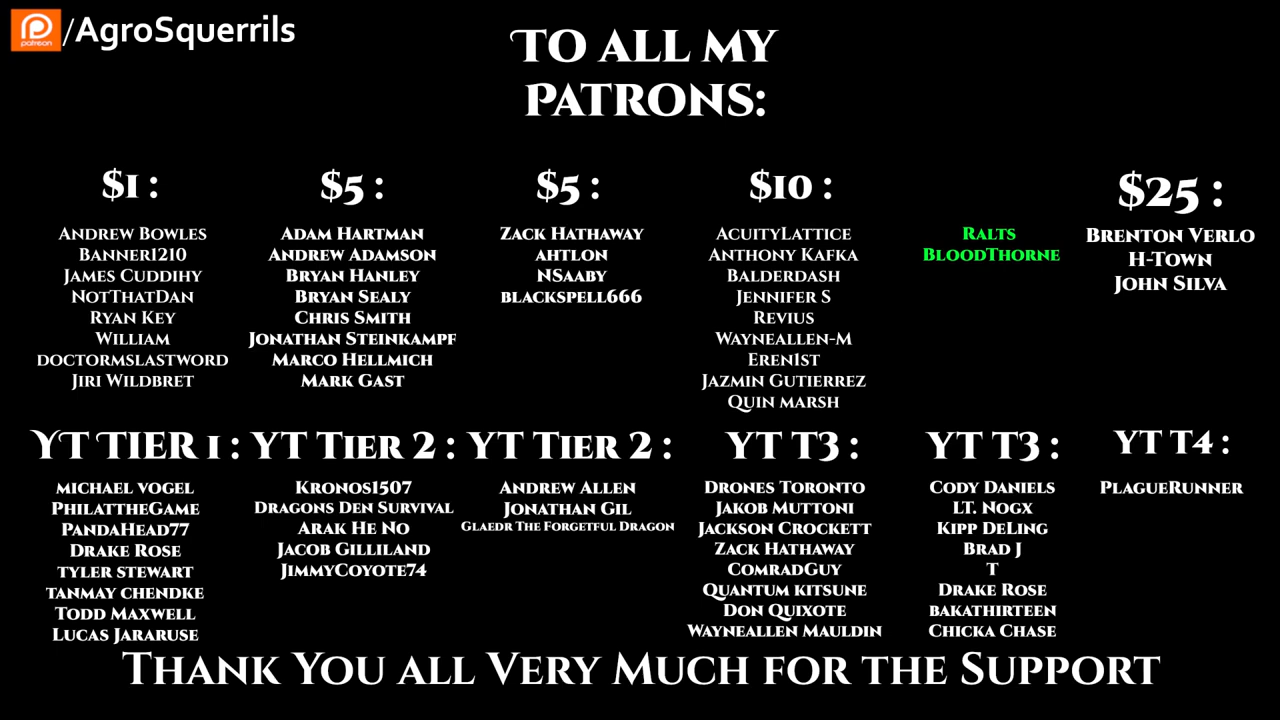 patreon
/AgroSquerrils
To all my
Patrons:
$1 :
Andrew Bowles
Banner1210
James Cuddihy
NotThatDan
Ryan Key
William
doctormslastword
Jiri Wildbret
$5 :
Adam Hartman
Andrew Adamson
Bryan Hanley
Bryan Sealy
Chris Smith
Jonathan Steinkampf
Marco Hellmich
Mark Gast
$5 :
Zack Hathaway
ahtlon
NSaaby
blackspell666
$10 :
AcuityLattice
Anthony Kafka
Balderdash
Jennifer S
Revius
Wayneallen-M
Eren1st
Jazmin Gutierrez
Quin marsh
Ralts
BloodThorne
$25 :
Brenton Verlo
H-Town
John Silva
YT Tier 1 :
michael vogel
PhilattheGame
PandaHead77
Drake Rose
tyler stewart
tanmay chendke
Todd Maxwell
Lucas Jararuse
YT Tier 2 :
Kronos1507
Dragons Den Survival
Arak He No
Jacob Gilliland
JimmyCoyote74
YT Tier 2 :
Andrew Allen
Jonathan Gil
Glaedr The Forgetful Dragon
YT T3 :
Drones Toronto
Jakob Muttoni
Jackson Crockett
Zack Hathaway
ComradGuy
Quantum kitsune
Don Quixote
Wayneallen Mauldin
YT T3 :
Cody Daniels
Lt. Nogx
Kipp DeLing
Brad J
T
Drake Rose
bakathirteen
Chicka Chase
YT T4 :
PlagueRunner
Thank You all Very Much for the Support